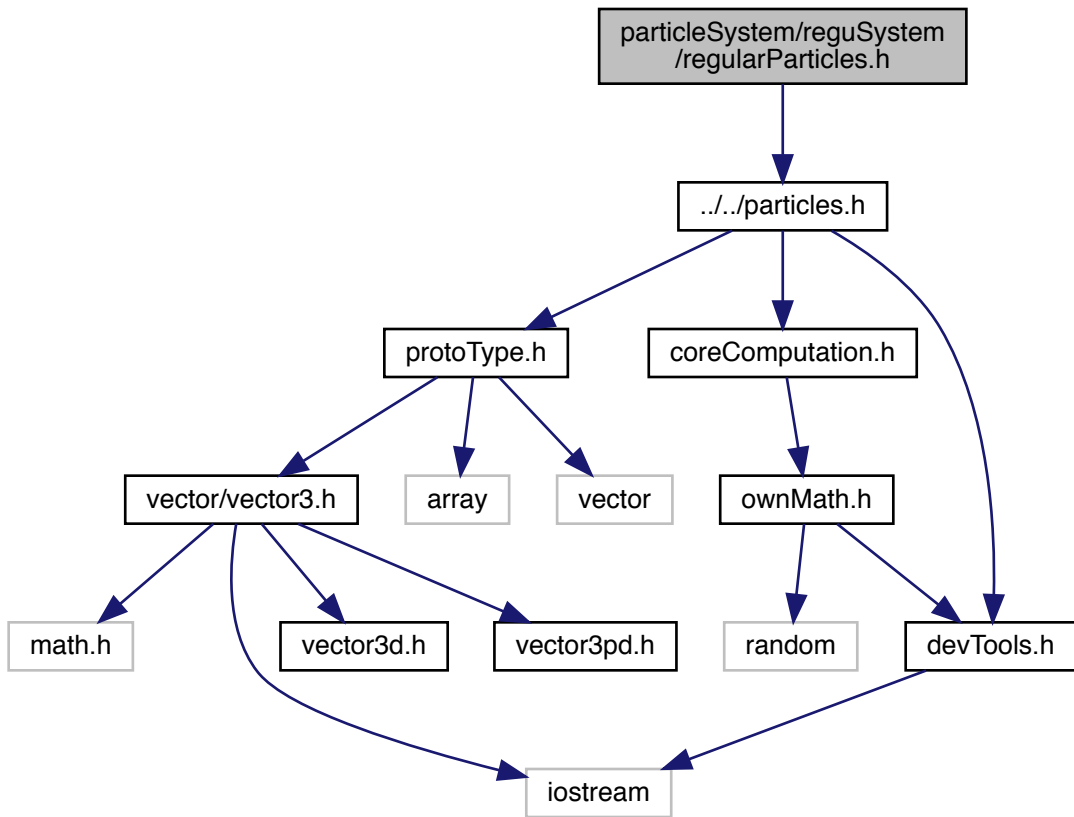 particleSystem/reguSystem
/regularParticles.h
../../particles.h
protoType.h
coreComputation.h
vector/vector3.h
array
vector
ownMath.h
math.h
vector3d.h
vector3pd.h
random
devTools.h
iostream